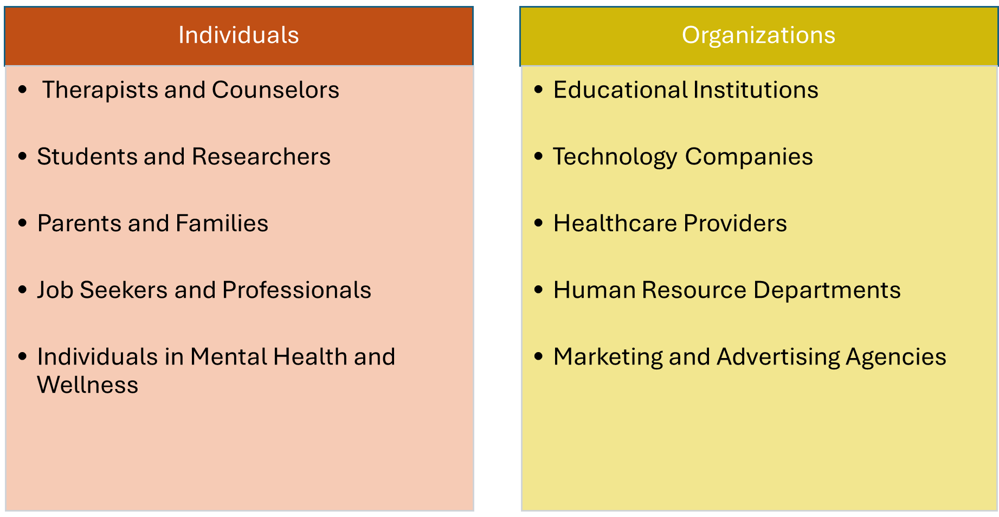 Individuals
• Therapists and Counselors
• Students and Researchers
• Parents and Families
• Job Seekers and Professionals
• Individuals in Mental Health and
Wellness
Organizations
• Educational Institutions
• Technology Companies
• Healthcare Providers
• Human Resource Departments
• Marketing and Advertising Agencies